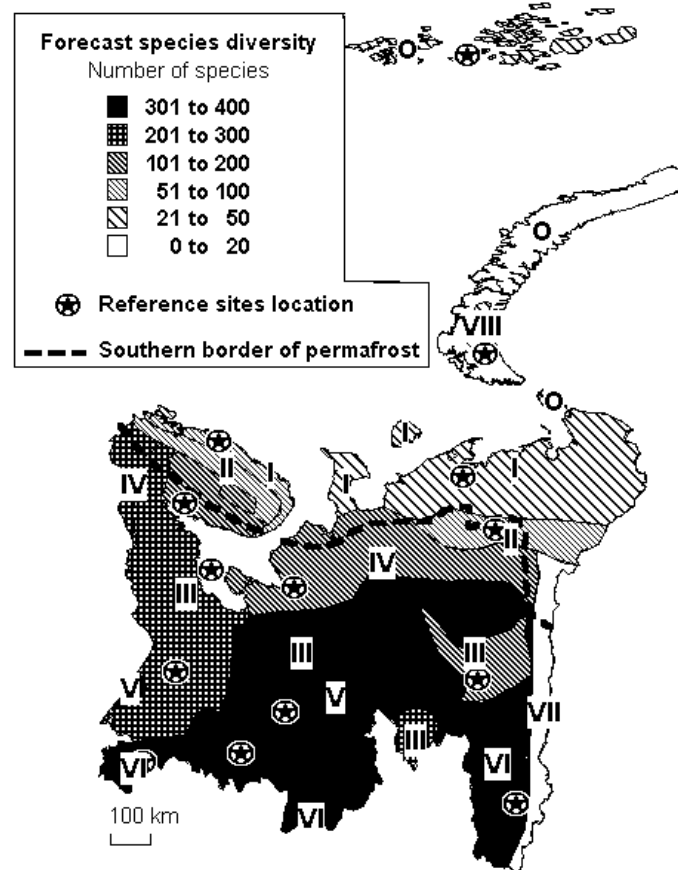 Forecast species diversity
Number of species
301 to 400
201 to 300
101 to 200
51 to 100
21 to 50
0 to 20
Reference sites location
Southern border of permafrost
O
O
VIII
O
I
IV
II
I
I
I
II
IV
III
III
III
VI
V
VII
III
VI
VI
VI
100 km